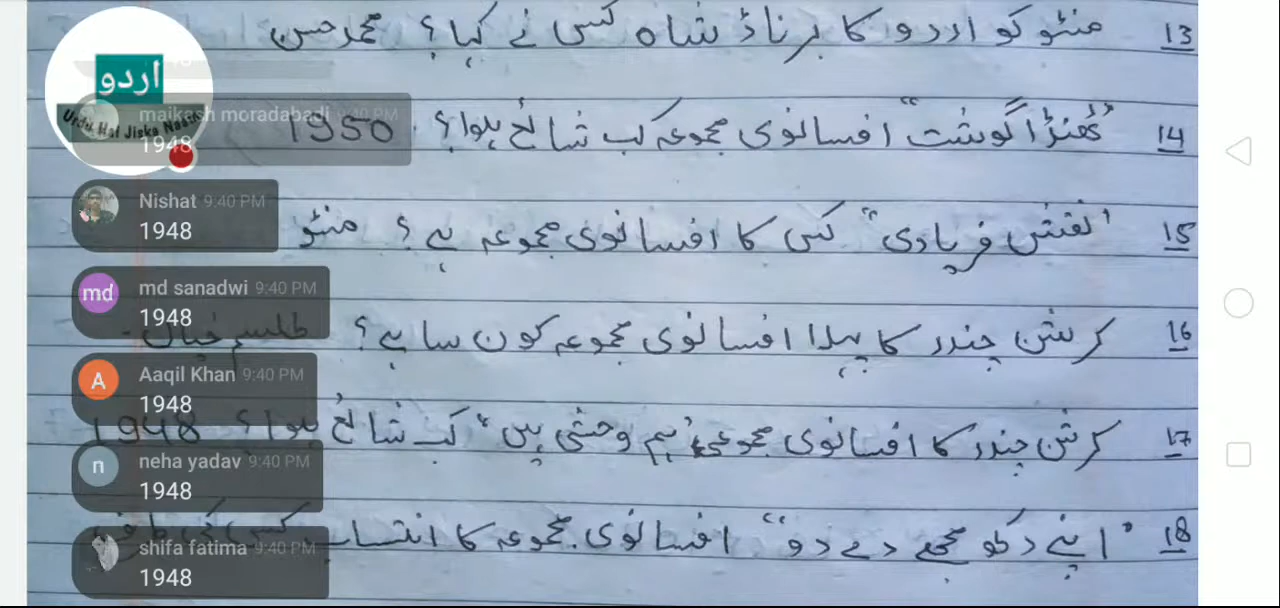 13 منٹو کو اردو کا برناڈ شاہ کس نے کہا؟ محمد حسن
14 "ٹھنڈا گوشت" افسانوی مجموعہ کب شائع ہوا؟ 1950
15 "نقش فریادی" کس کا افسانوی مجموعہ ہے؟ منٹو
16 کرشن چندر کا پہلا افسانوی مجموعہ کون سا ہے؟ طلسم خیال۔
17 کرشن چندر کا افسانوی مجموعہ "ہم وحشی ہیں" کب شائع ہوا؟ 1948
18 "اپنے دکھ مجھے دے دو" افسانوی مجموعہ کا انتساب کس کی طرف
اردو
Urdu Hai Jiska Naam
maikash moradabadi 9:40 PM
1948
Nishat 9:40 PM
1948
md
md sanadwi 9:40 PM
1948
A
Aaqil Khan 9:40 PM
1948
n
neha yadav 9:40 PM
1948
shifa fatima 9:40 PM
1948